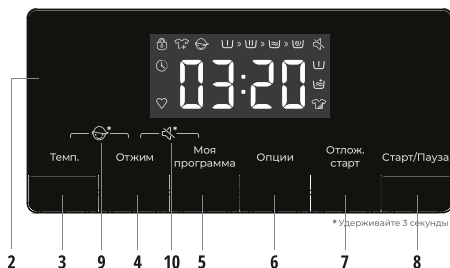 03:20
* *
Темп. Отжим Моя программа Опции Отлож. старт Старт/Пауза
* Удерживайте 3 секунды
2 3 9 4 10 5 6 7 8